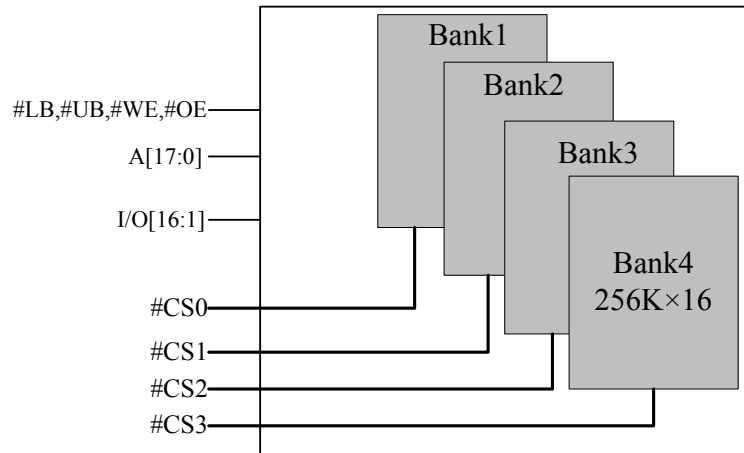 Bank1
Bank2
Bank3
Bank4
256K×16
#LB,#UB,#WE,#OE
A[17:0]
I/O[16:1]
#CS0
#CS1
#CS2
#CS3